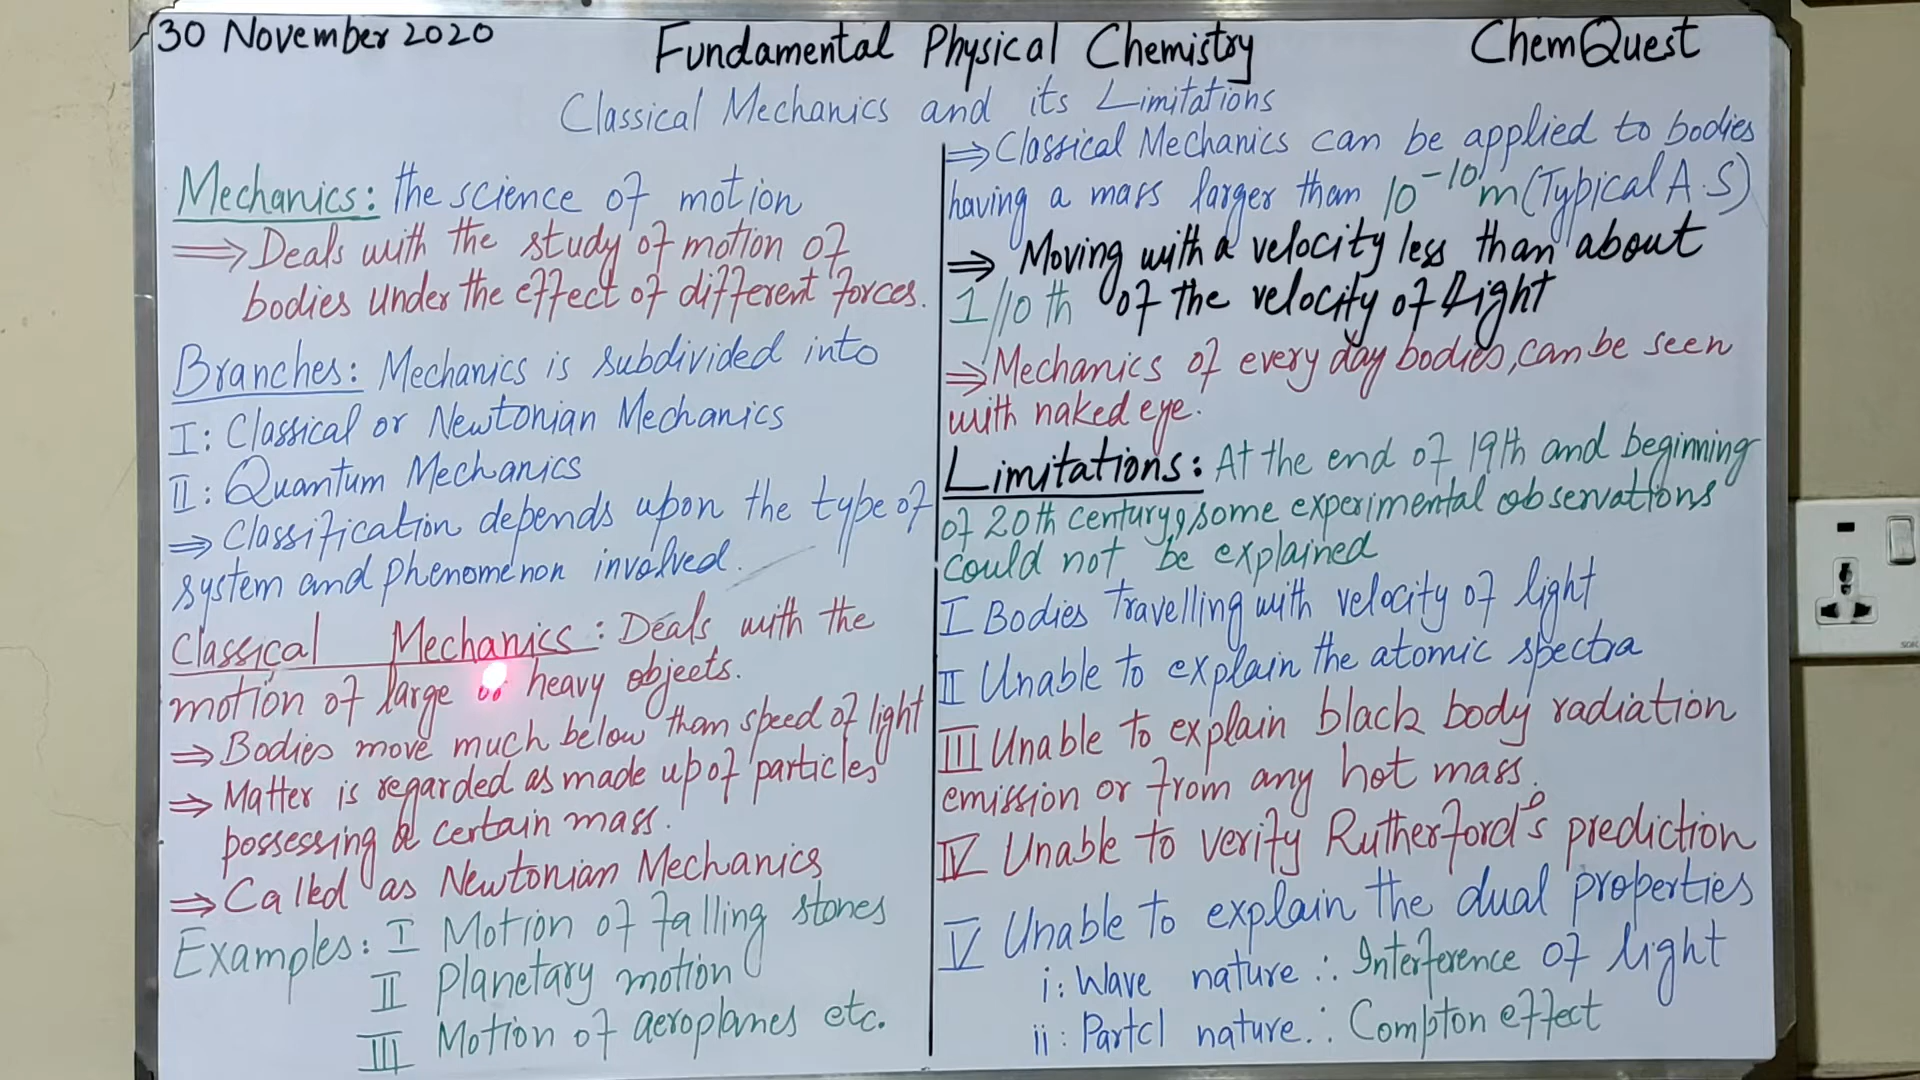 30 November 2020
Fundamental Physical Chemistry
ChemQuest
Classical Mechanics and its Limitations
Mechanics: the science of motion
⟹ Deals with the study of motion of
bodies under the effect of different forces.
Branches: Mechanics is subdivided into
I: Classical or Newtonian Mechanics
II: Quantum Mechanics
⇒ Classification depends upon the type of
system and phenomenon involved.
Classical Mechanics: Deals with the
motion of large or heavy objects.
⇒ Bodies move much below than speed of light
⇒ Matter is regarded as made up of particles
possessing a certain mass.
⇒ Called as Newtonian Mechanics
Examples: I Motion of falling stones
II Planetary motion
III Motion of aeroplanes etc.
⇒ Classical Mechanics can be applied to bodies
having a mass larger than 10⁻¹⁰ m (Typical A.S)
⇒ Moving with a velocity less than about
1/10 th of the velocity of Light
⇒ Mechanics of every day bodies, can be seen
with naked eye.
Limitations: At the end of 19th and beginning
of 20th century, some experimental observations
could not be explained
I Bodies travelling with velocity of light
II Unable to explain the atomic spectra
III Unable to explain black body radiation
emission or from any hot mass.
IV Unable to verify Rutherford's prediction
V Unable to explain the dual properties
i: Wave nature ∴ Interference of light
ii: Partcl nature. ∴ Compton effect